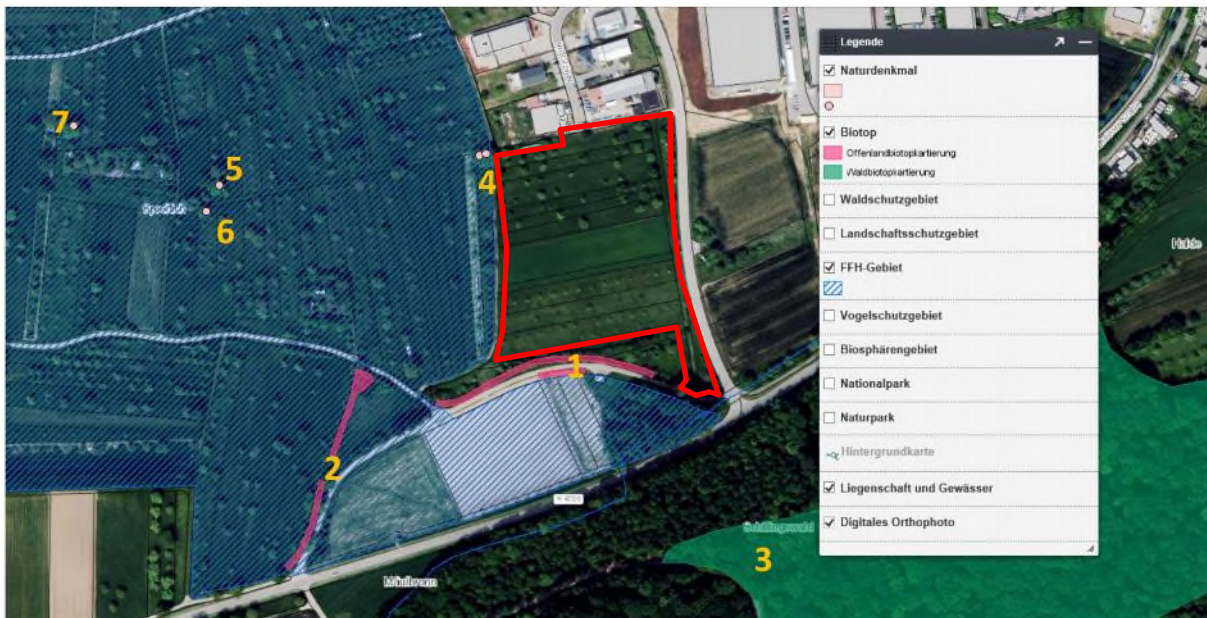 Legende
Naturdenkmal
Biotop
Offenlandbiotopkartierung
Waldbiotopkartierung
Waldschutzgebiet
Landschaftsschutzgebiet
FFH-Gebiet
Vogelschutzgebiet
Biosphärengebiet
Nationalpark
Naturpark
Hintergrundkarte
Liegenschaft und Gewässer
Digitales Orthophoto
7
5
4
6
Halde
1
2
3